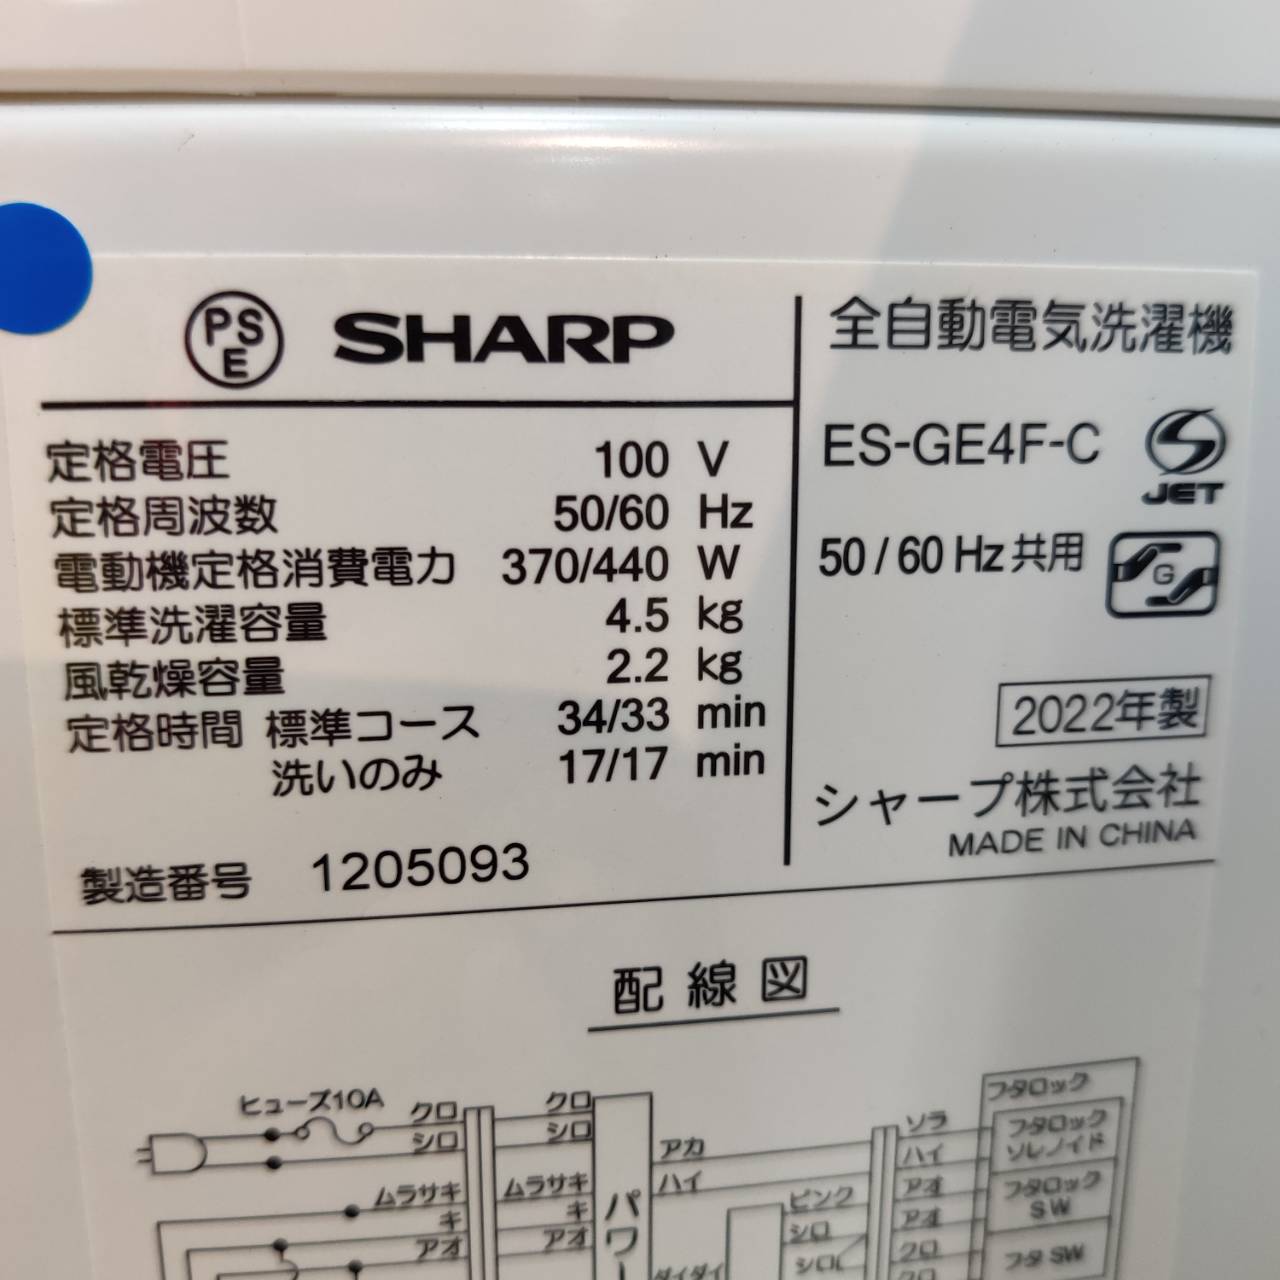 PSE SHARP
定格電圧 100 V
定格周波数 50/60 Hz
電動機定格消費電力 370/440 W
標準洗濯容量 4.5 kg
風乾燥容量 2.2 kg
定格時間 標準コース 34/33 min
洗いのみ 17/17 min
製造番号 1205093
全自動電気洗濯機
ES-GE4F-C
JET
50/60 Hz 共用
G
2022年製
シャープ株式会社
MADE IN CHINA
配線図
ヒューズ10A
クロ
シロ
ムラサキ
キ
アオ
クロ
シロ
ムラサキ
キ
アオ
パワー
アカ
ハイ
ピンク
シロ
シロ
ダイダイ
ソラ
ハイ
アオ
アオ
クロ
クロ
フタロック
フタロック
ソレノイド
フタロック
SW
フタ SW